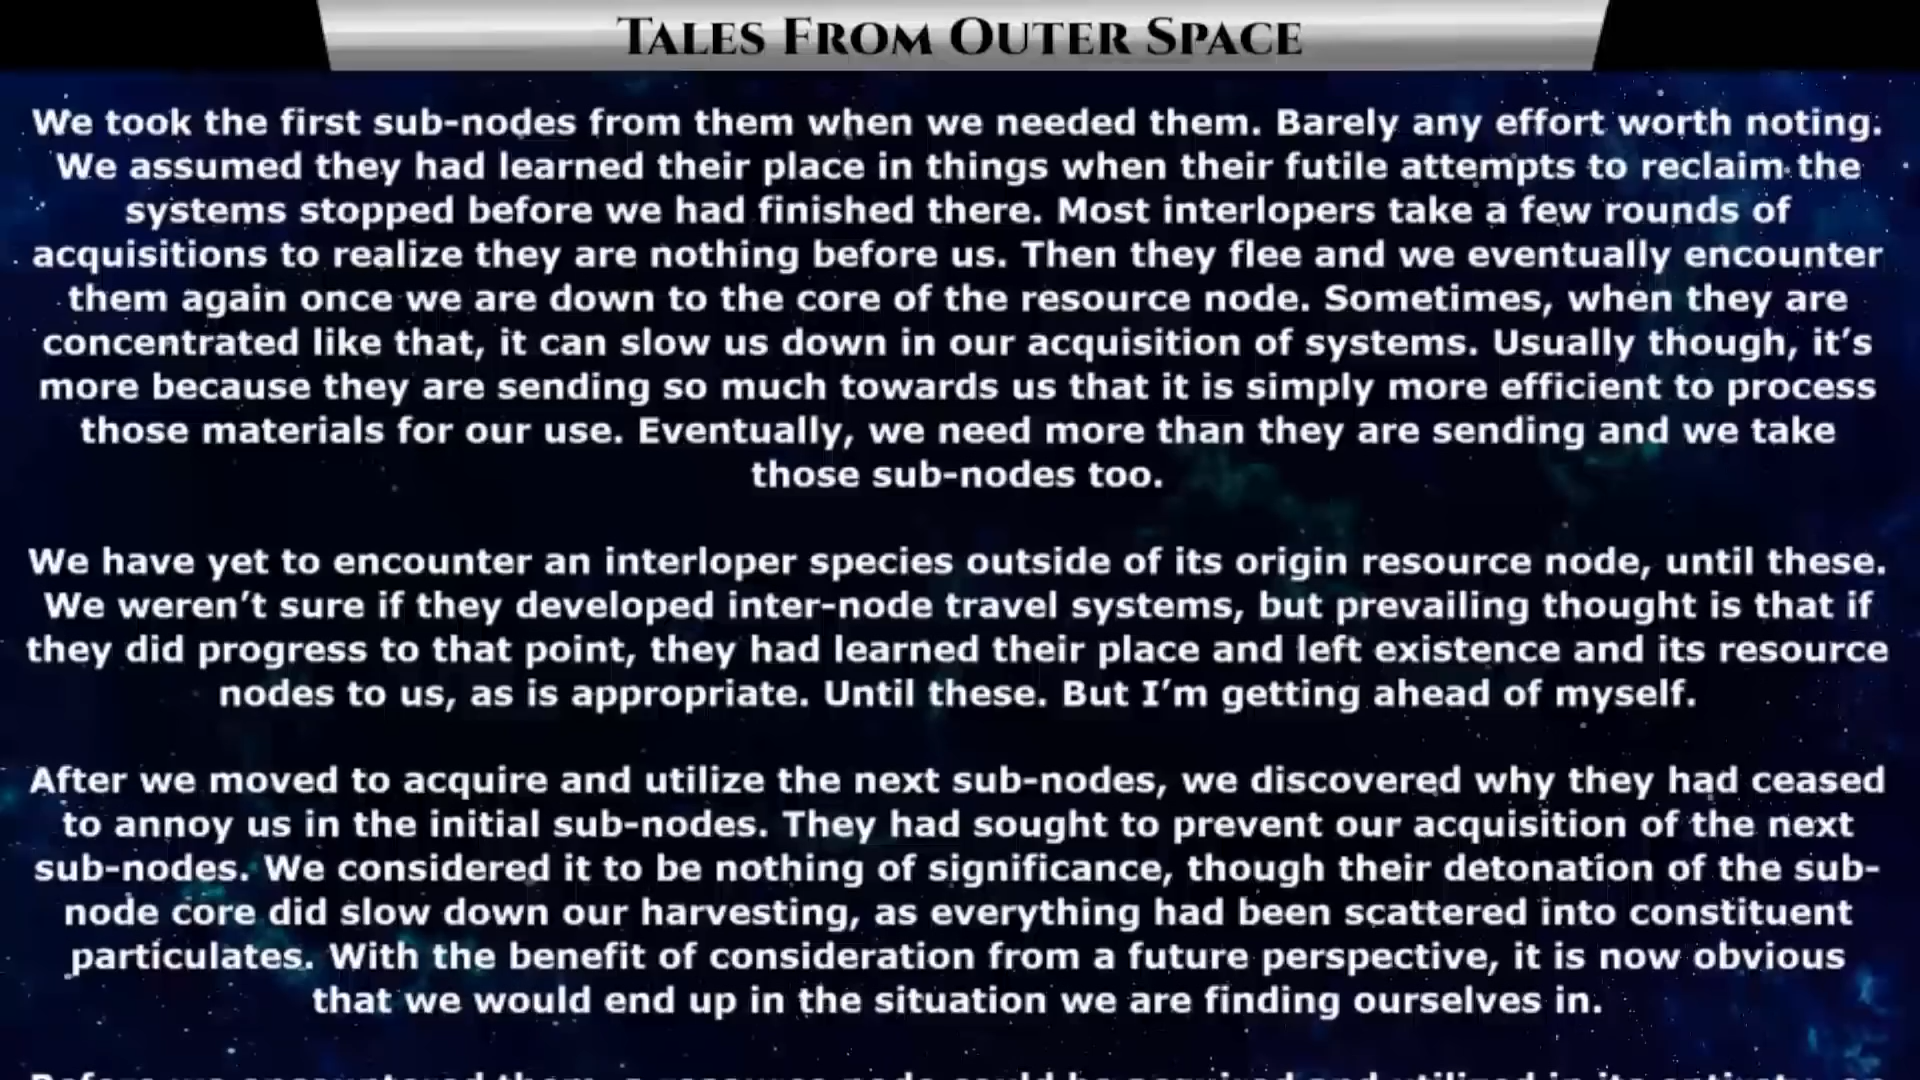 Tales From Outer Space
We took the first sub-nodes from them when we needed them. Barely any effort worth noting.
We assumed they had learned their place in things when their futile attempts to reclaim the
systems stopped before we had finished there. Most interlopers take a few rounds of
acquisitions to realize they are nothing before us. Then they flee and we eventually encounter
them again once we are down to the core of the resource node. Sometimes, when they are
concentrated like that, it can slow us down in our acquisition of systems. Usually though, it’s
more because they are sending so much towards us that it is simply more efficient to process
those materials for our use. Eventually, we need more than they are sending and we take
those sub-nodes too.
We have yet to encounter an interloper species outside of its origin resource node, until these.
We weren’t sure if they developed inter-node travel systems, but prevailing thought is that if
they did progress to that point, they had learned their place and left existence and its resource
nodes to us, as is appropriate. Until these. But I’m getting ahead of myself.
After we moved to acquire and utilize the next sub-nodes, we discovered why they had ceased
to annoy us in the initial sub-nodes. They had sought to prevent our acquisition of the next
sub-nodes. We considered it to be nothing of significance, though their detonation of the sub-
node core did slow down our harvesting, as everything had been scattered into constituent
particulates. With the benefit of consideration from a future perspective, it is now obvious
that we would end up in the situation we are finding ourselves in.
Before we encountered them, a resource node could be acquired and utilized in its entirety